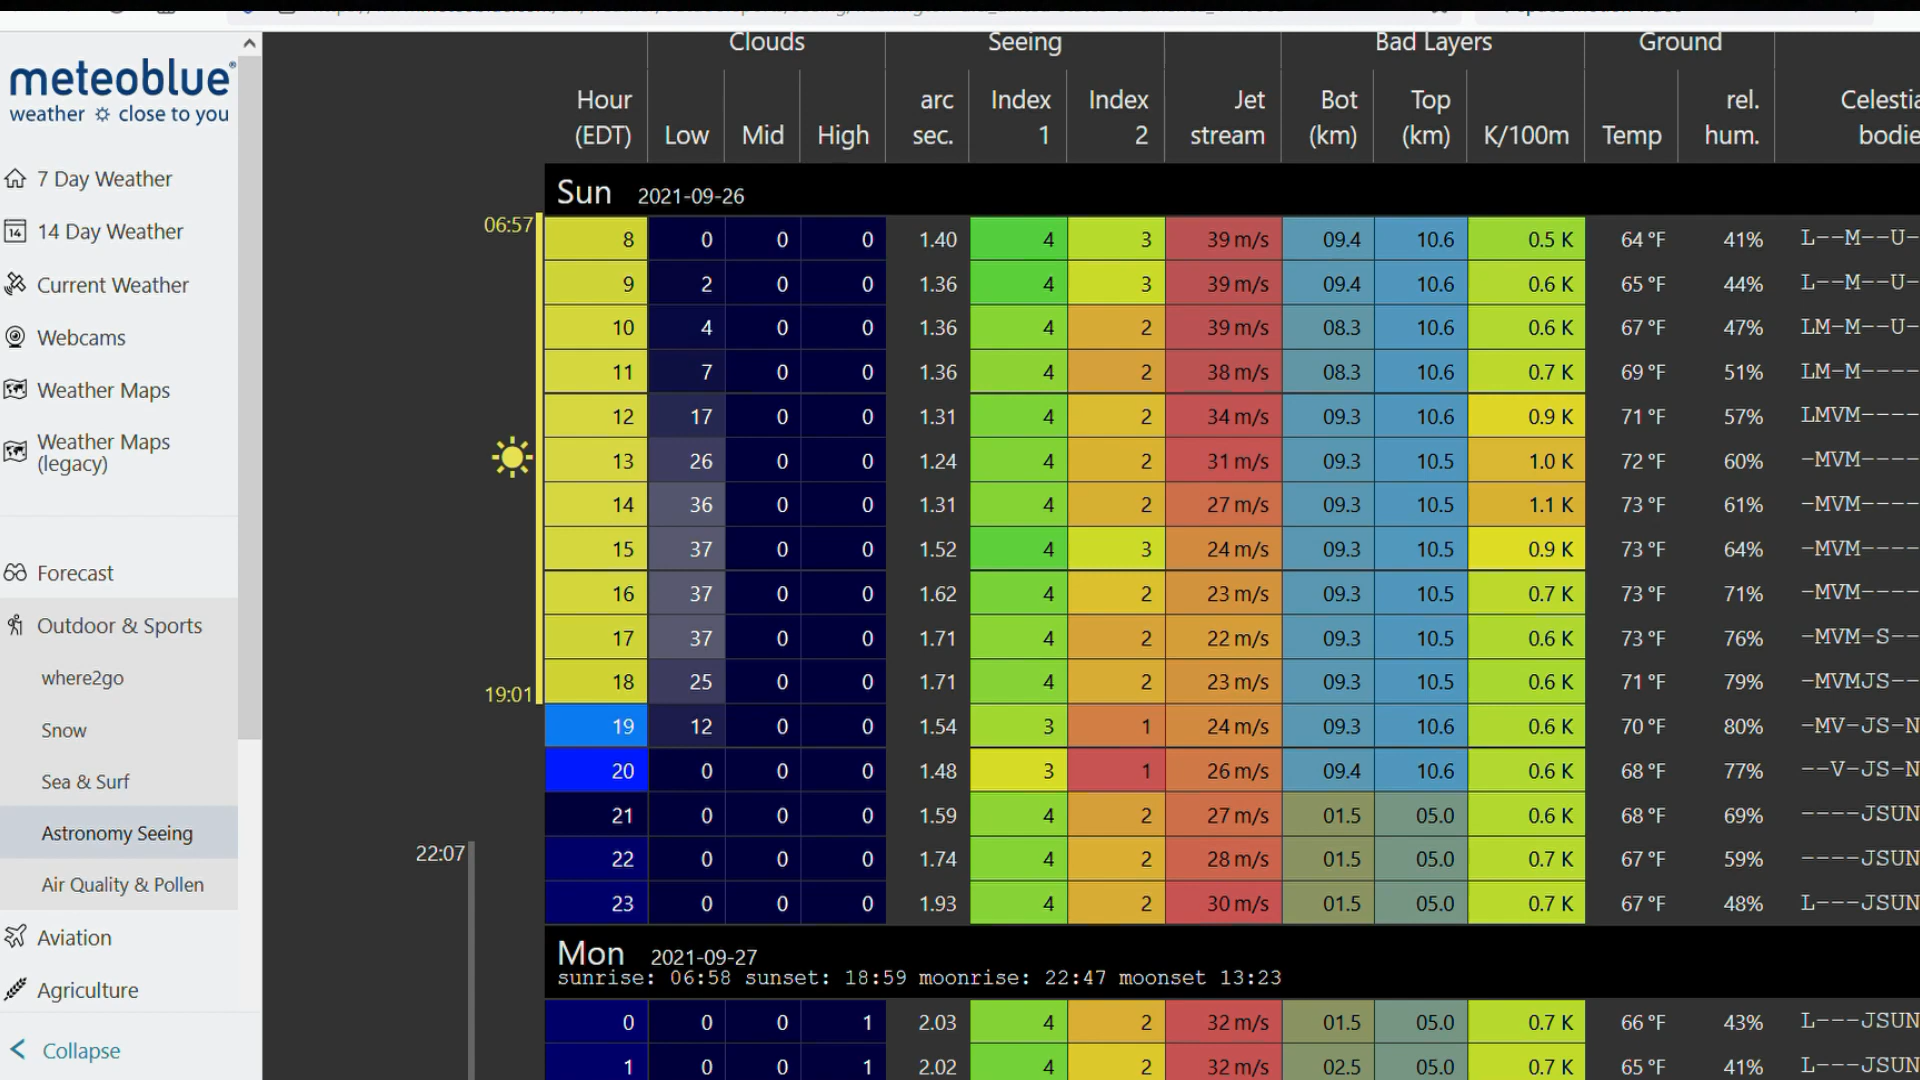 meteoblue®
weather close to you
7 Day Weather
14 14 Day Weather
Current Weather
Webcams
Weather Maps
Weather Maps
(legacy)
Forecast
Outdoor & Sports
where2go
Snow
Sea & Surf
Astronomy Seeing
Air Quality & Pollen
Aviation
Agriculture
Collapse
Clouds Seeing Bad Layers Ground
Hour arc Index Index Jet Bot Top rel. Celestia
(EDT) Low Mid High sec. 1 2 stream (km) (km) K/100m Temp hum. bodie
Sun 2021-09-26
06:57
8 0 0 0 1.40 4 3 39 m/s 09.4 10.6 0.5 K 64 °F 41% L--M--U-
9 2 0 0 1.36 4 3 39 m/s 09.4 10.6 0.6 K 65 °F 44% L--M--U-
10 4 0 0 1.36 4 2 39 m/s 08.3 10.6 0.6 K 67 °F 47% LM-M--U-
11 7 0 0 1.36 4 2 38 m/s 08.3 10.6 0.7 K 69 °F 51% LM-M----
12 17 0 0 1.31 4 2 34 m/s 09.3 10.6 0.9 K 71 °F 57% LMVM----
13 26 0 0 1.24 4 2 31 m/s 09.3 10.5 1.0 K 72 °F 60% -MVM----
14 36 0 0 1.31 4 2 27 m/s 09.3 10.5 1.1 K 73 °F 61% -MVM----
15 37 0 0 1.52 4 3 24 m/s 09.3 10.5 0.9 K 73 °F 64% -MVM----
16 37 0 0 1.62 4 2 23 m/s 09.3 10.5 0.7 K 73 °F 71% -MVM----
17 37 0 0 1.71 4 2 22 m/s 09.3 10.5 0.6 K 73 °F 76% -MVM-S--
18 25 0 0 1.71 4 2 23 m/s 09.3 10.5 0.6 K 71 °F 79% -MVMJS--
19:01
19 12 0 0 1.54 3 1 24 m/s 09.3 10.6 0.6 K 70 °F 80% -MV-JS-N
20 0 0 0 1.48 3 1 26 m/s 09.4 10.6 0.6 K 68 °F 77% --V-JS-N
21 0 0 0 1.59 4 2 27 m/s 01.5 05.0 0.6 K 68 °F 69% ----JSUN
22:07
22 0 0 0 1.74 4 2 28 m/s 01.5 05.0 0.7 K 67 °F 59% ----JSUN
23 0 0 0 1.93 4 2 30 m/s 01.5 05.0 0.7 K 67 °F 48% L---JSUN
Mon 2021-09-27
sunrise: 06:58 sunset: 18:59 moonrise: 22:47 moonset 13:23
0 0 0 1 2.03 4 2 32 m/s 01.5 05.0 0.7 K 66 °F 43% L---JSUN
1 0 0 1 2.02 4 2 32 m/s 02.5 05.0 0.7 K 65 °F 41% L---JSUN